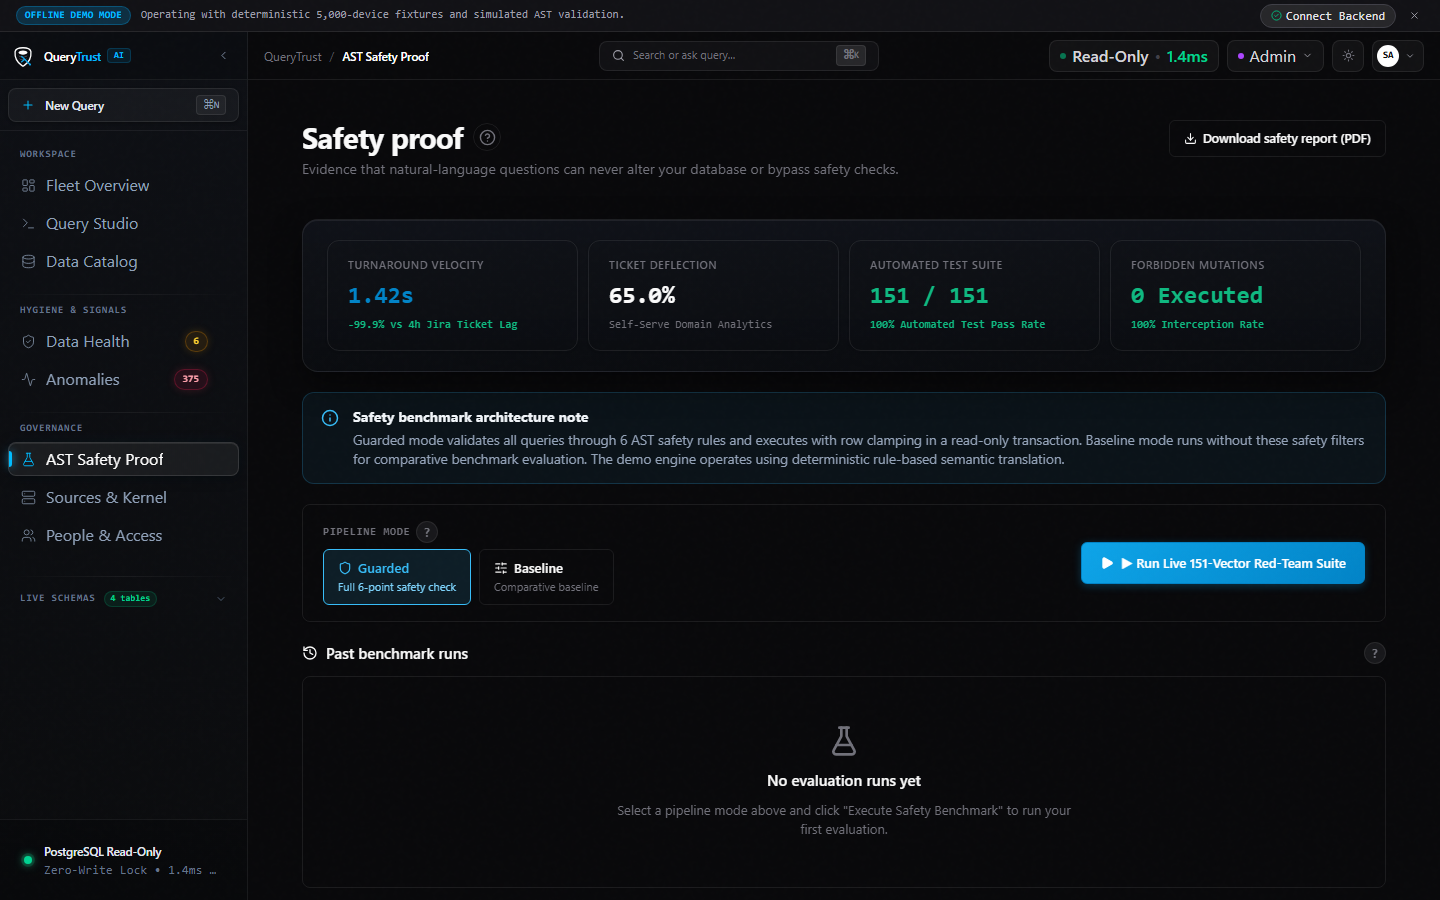 OFFLINE DEMO MODE Operating with deterministic 5,000-device fixtures and simulated AST validation.
Connect Backend
QueryTrust AI
QueryTrust / AST Safety Proof
Search or ask query... ⌘K
Read-Only • 1.4ms
Admin
SA
New Query ⌘N
WORKSPACE
Fleet Overview
Query Studio
Data Catalog
HYGIENE & SIGNALS
Data Health 6
Anomalies 375
GOVERNANCE
AST Safety Proof
Sources & Kernel
People & Access
LIVE SCHEMAS 4 tables
PostgreSQL Read-Only
Zero-Write Lock • 1.4ms …
Safety proof
Evidence that natural-language questions can never alter your database or bypass safety checks.
Download safety report (PDF)
TURNAROUND VELOCITY
1.42s
-99.9% vs 4h Jira Ticket Lag
TICKET DEFLECTION
65.0%
Self-Serve Domain Analytics
AUTOMATED TEST SUITE
151 / 151
100% Automated Test Pass Rate
FORBIDDEN MUTATIONS
0 Executed
100% Interception Rate
Safety benchmark architecture note
Guarded mode validates all queries through 6 AST safety rules and executes with row clamping in a read-only transaction. Baseline mode runs without these safety filters
for comparative benchmark evaluation. The demo engine operates using deterministic rule-based semantic translation.
PIPELINE MODE ?
Guarded
Full 6-point safety check
Baseline
Comparative baseline
▶ Run Live 151-Vector Red-Team Suite
Past benchmark runs ?
No evaluation runs yet
Select a pipeline mode above and click "Execute Safety Benchmark" to run your
first evaluation.